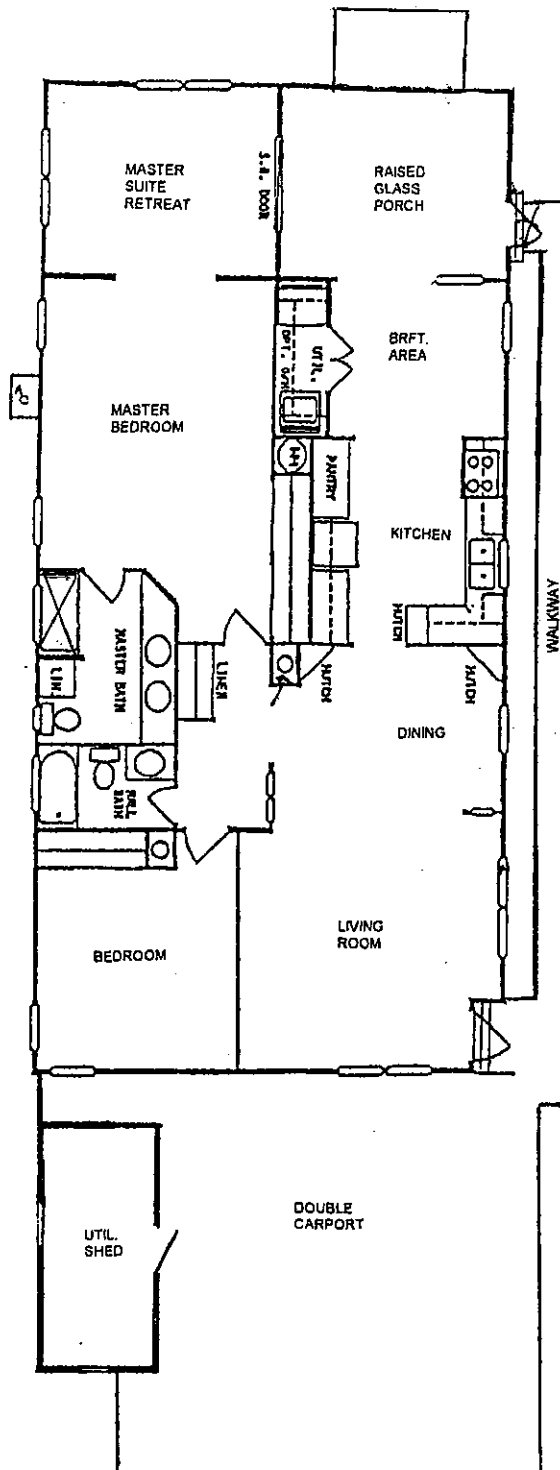 MASTER
SUITE
RETREAT
S.G. DOOR
RAISED
GLASS
PORCH
BRFT.
AREA
UTIL.
MASTER
BEDROOM
WH
PANTRY
KITCHEN
WALKWAY
HUTCH
MASTER BATH
LIN
LINEN
HUTCH
HUTCH
DINING
FULL
BATH
LIVING
ROOM
BEDROOM
DOUBLE
CARPORT
UTIL.
SHED